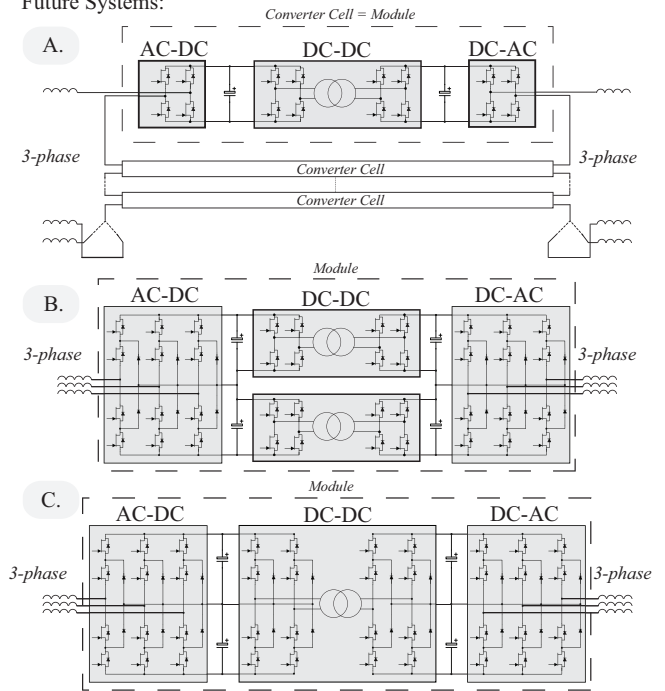 Future Systems:
Converter Cell = Module
A.
AC-DC DC-DC DC-AC
3-phase 3-phase
Converter Cell
Converter Cell
Module
B.
AC-DC DC-DC DC-AC
3-phase 3-phase
Module
C.
AC-DC DC-DC DC-AC
3-phase 3-phase